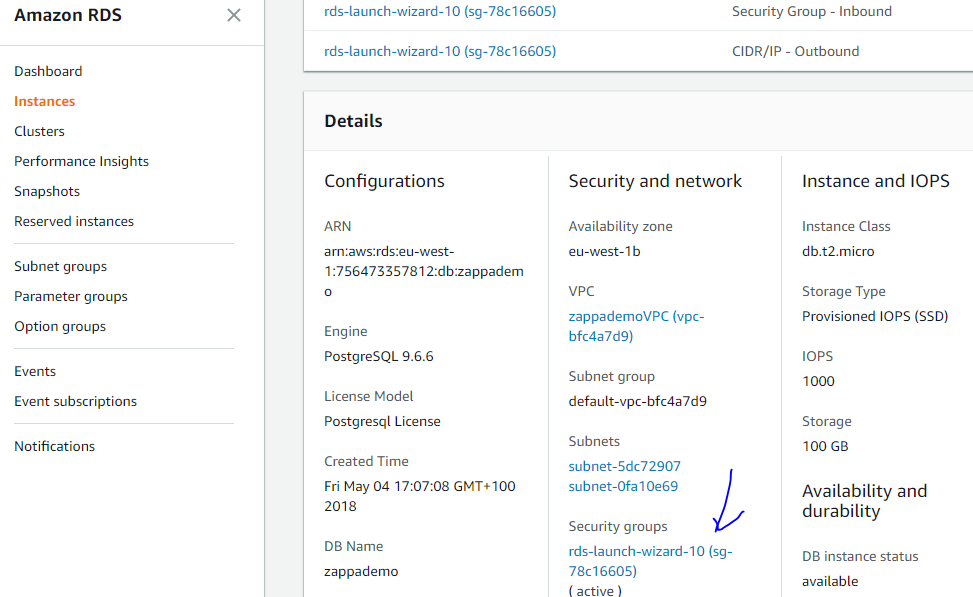 Amazon RDS
Dashboard
Instances
Clusters
Performance Insights
Snapshots
Reserved instances
Subnet groups
Parameter groups
Option groups
Events
Event subscriptions
Notifications
rds-launch-wizard-10 (sg-78c16605)
Security Group - Inbound
rds-launch-wizard-10 (sg-78c16605)
CIDR/IP - Outbound
Details
Configurations
ARN
arn:aws:rds:eu-west-
1:756473357812:db:zappadem
o
Engine
PostgreSQL 9.6.6
License Model
Postgresql License
Created Time
Fri May 04 17:07:08 GMT+100
2018
DB Name
zappademo
Security and network
Availability zone
eu-west-1b
VPC
zappademoVPC (vpc-
bfc4a7d9)
Subnet group
default-vpc-bfc4a7d9
Subnets
subnet-5dc72907
subnet-0fa10e69
Security groups
rds-launch-wizard-10 (sg-
78c16605)
( active )
Instance and IOPS
Instance Class
db.t2.micro
Storage Type
Provisioned IOPS (SSD)
IOPS
1000
Storage
100 GB
Availability and
durability
DB instance status
available